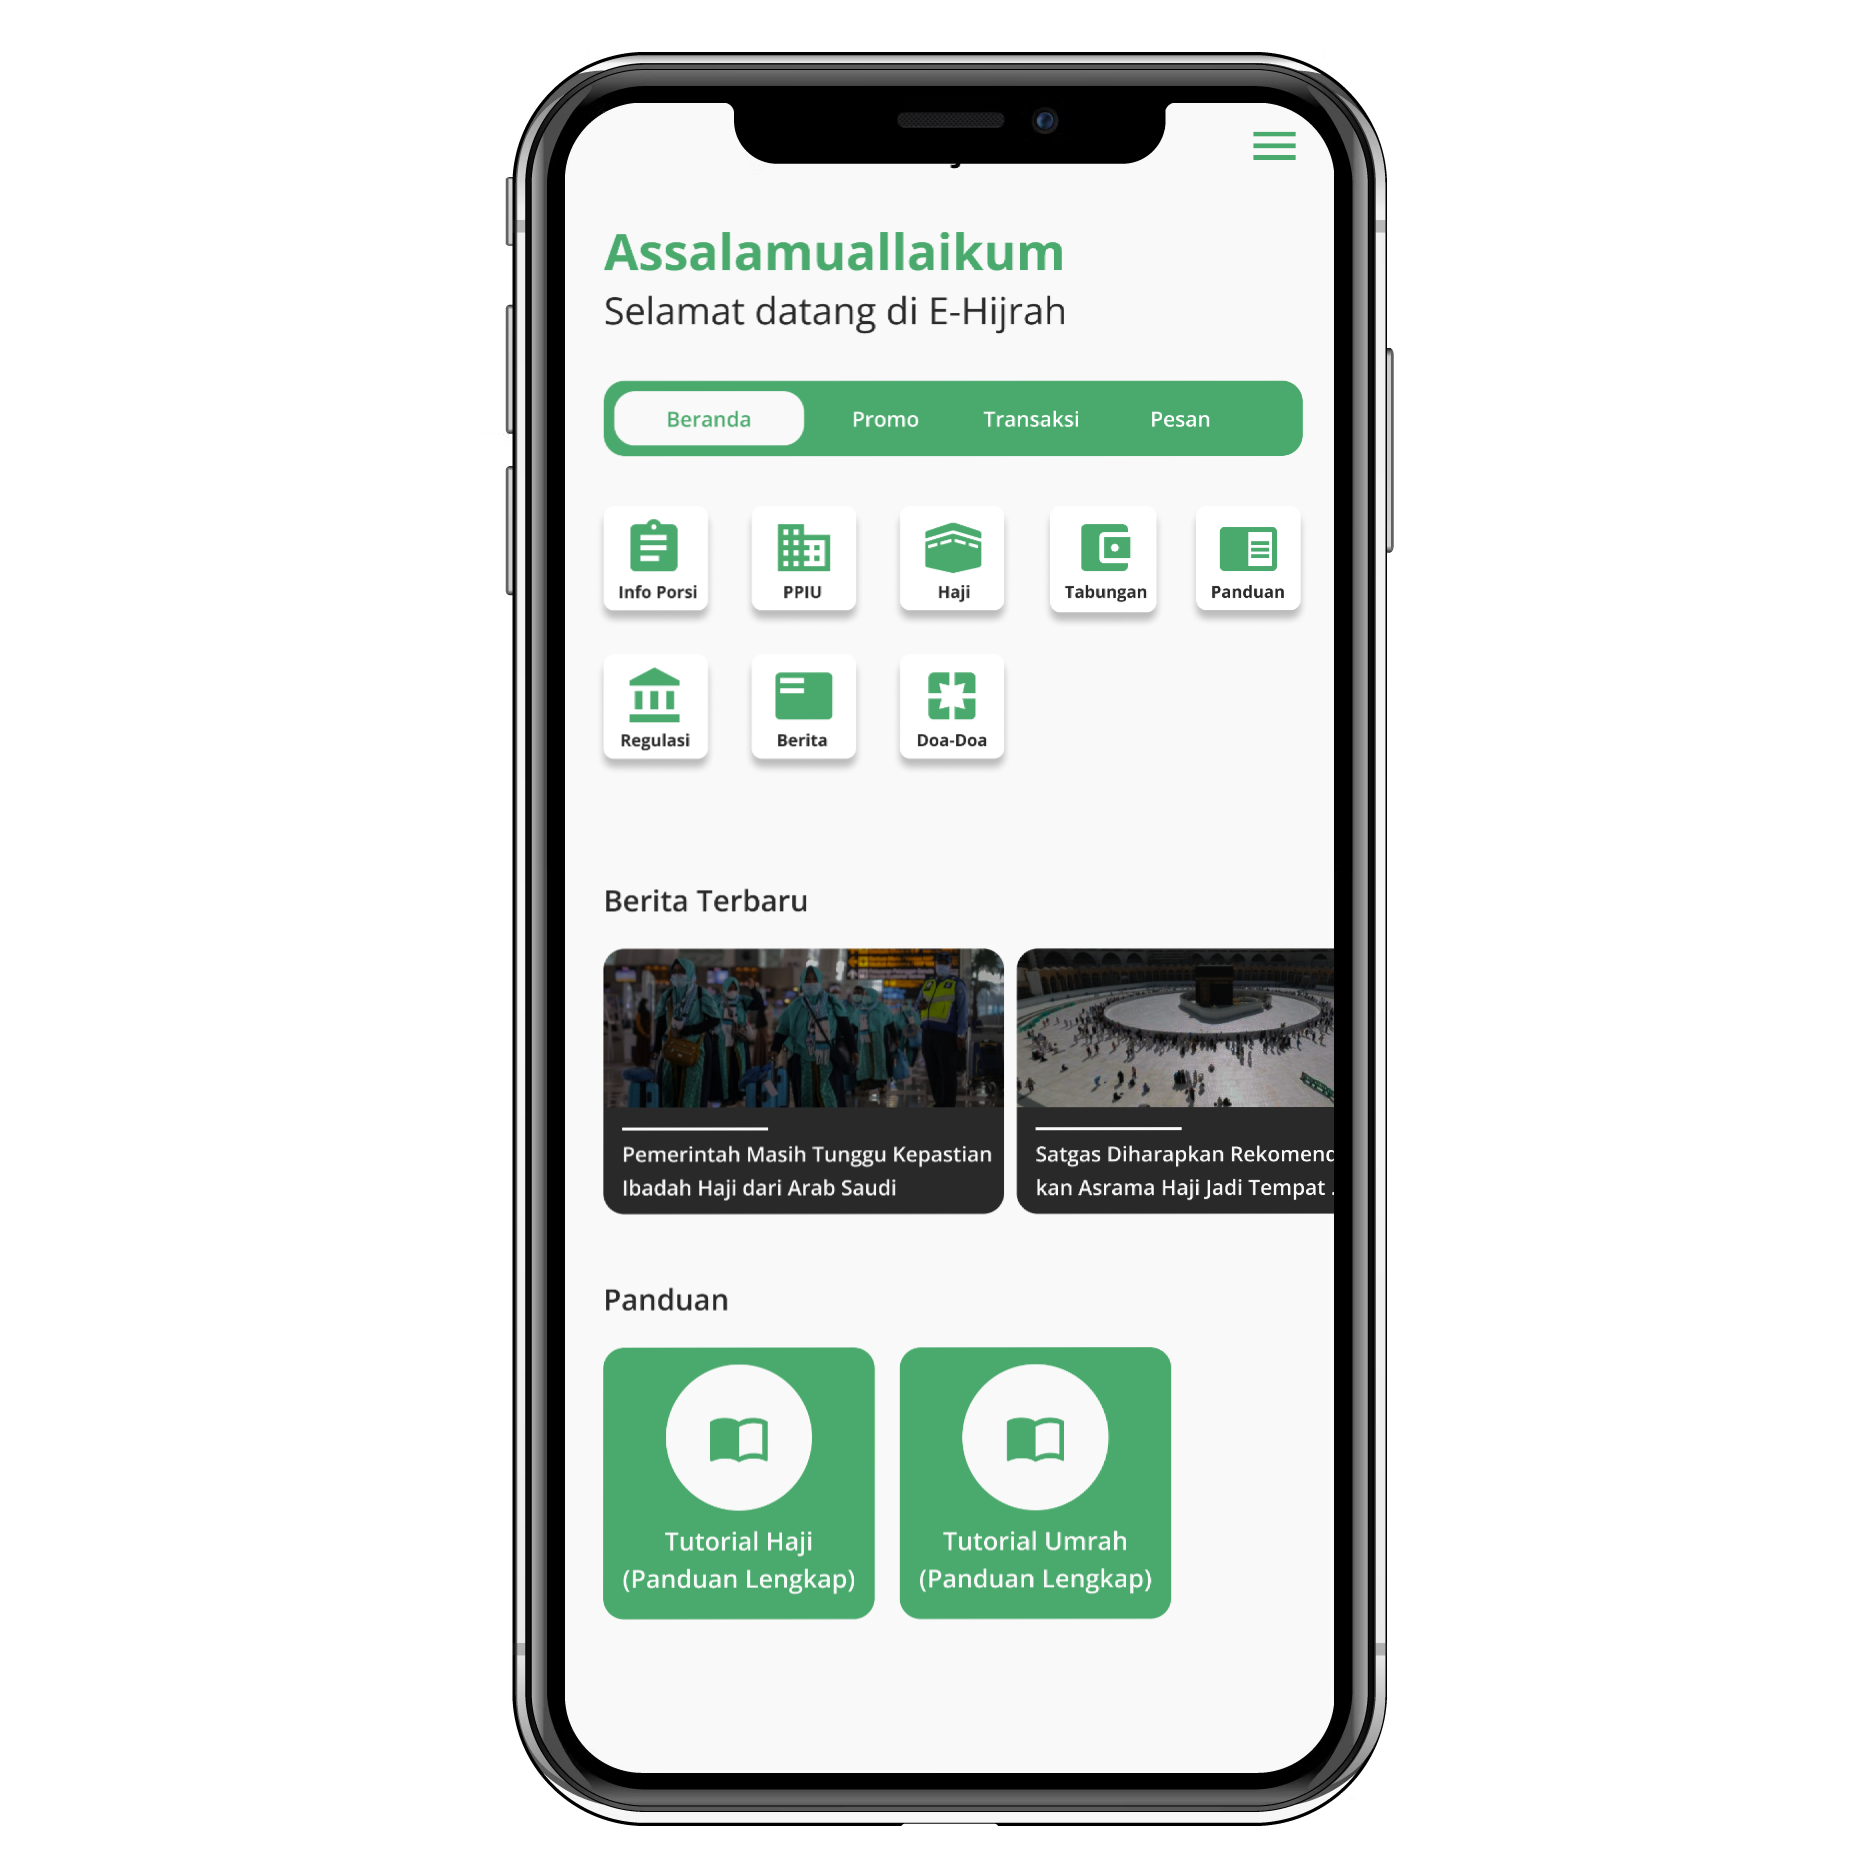 Assalamuallaikum
Selamat datang di E-Hijrah
Beranda Promo Transaksi Pesan
Info Porsi PPIU Haji Tabungan Panduan
Regulasi Berita Doa-Doa
Berita Terbaru
Pemerintah Masih Tunggu Kepastian
Ibadah Haji dari Arab Saudi
Satgas Diharapkan Rekomend
kan Asrama Haji Jadi Tempat .
Panduan
Tutorial Haji
(Panduan Lengkap)
Tutorial Umrah
(Panduan Lengkap)